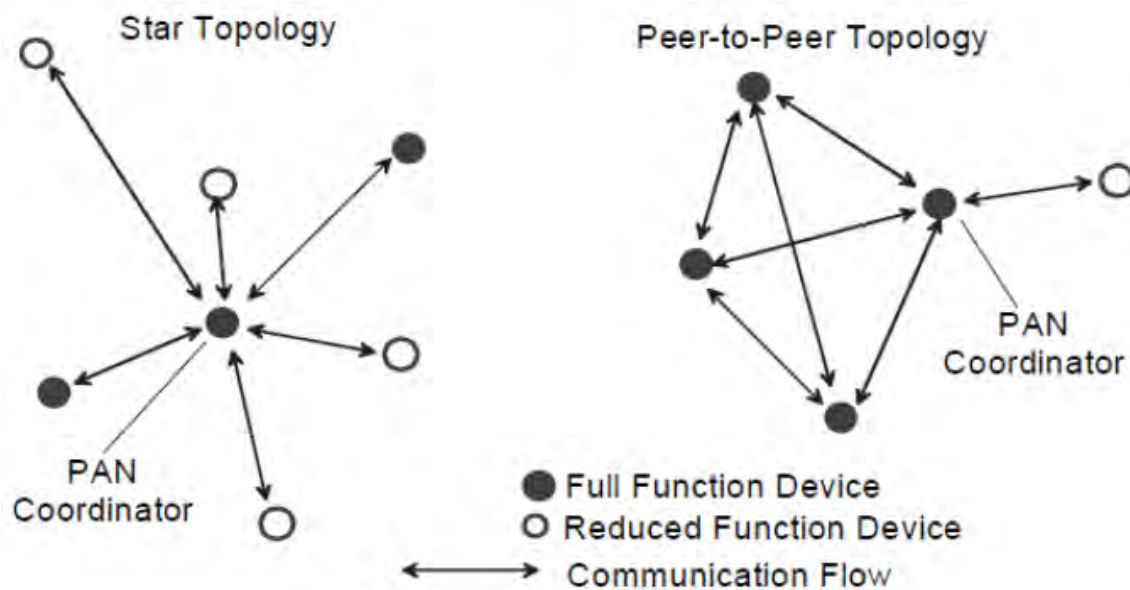 Star Topology
Peer-to-Peer Topology
PAN
Coordinator
PAN
Coordinator
Full Function Device
Reduced Function Device
Communication Flow